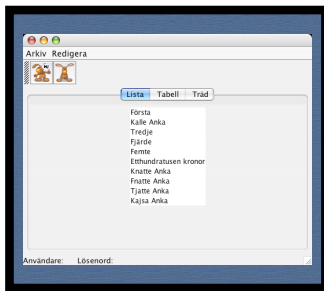 Arkiv Redigera
Lista Tabell Träd
Första
Kalle Anka
Tredje
Fjärde
Femte
Etthundratusen kronor
Knatte Anka
Fnatte Anka
Tjatte Anka
Kajsa Anka
Användare: Lösenord: